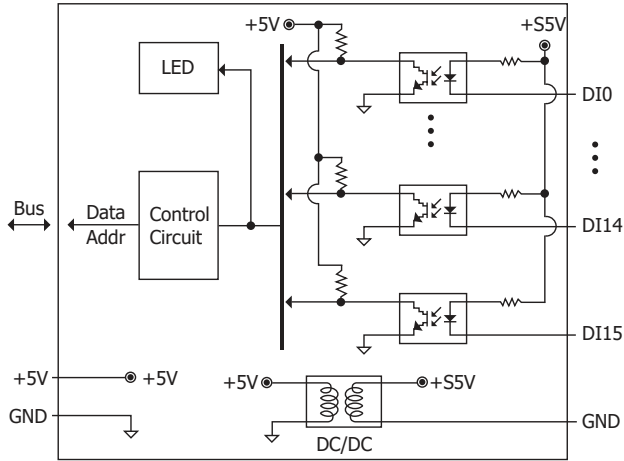 +5V
+S5V
LED
DI0
Bus
Data
Addr
Control
Circuit
DI14
DI15
+5V
+5V
+5V
+S5V
GND
GND
DC/DC